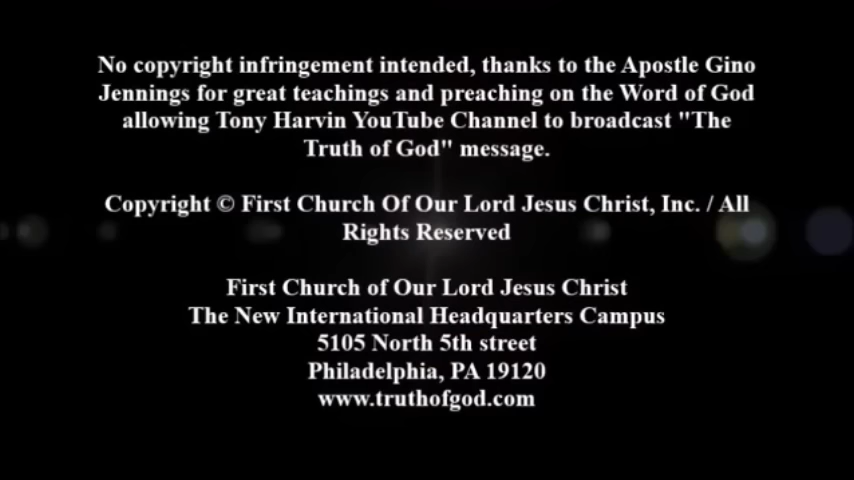 No copyright infringement intended, thanks to the Apostle Gino
Jennings for great teachings and preaching on the Word of God
allowing Tony Harvin YouTube Channel to broadcast "The
Truth of God" message.
Copyright © First Church Of Our Lord Jesus Christ, Inc. / All
Rights Reserved
First Church of Our Lord Jesus Christ
The New International Headquarters Campus
5105 North 5th street
Philadelphia, PA 19120
www.truthofgod.com